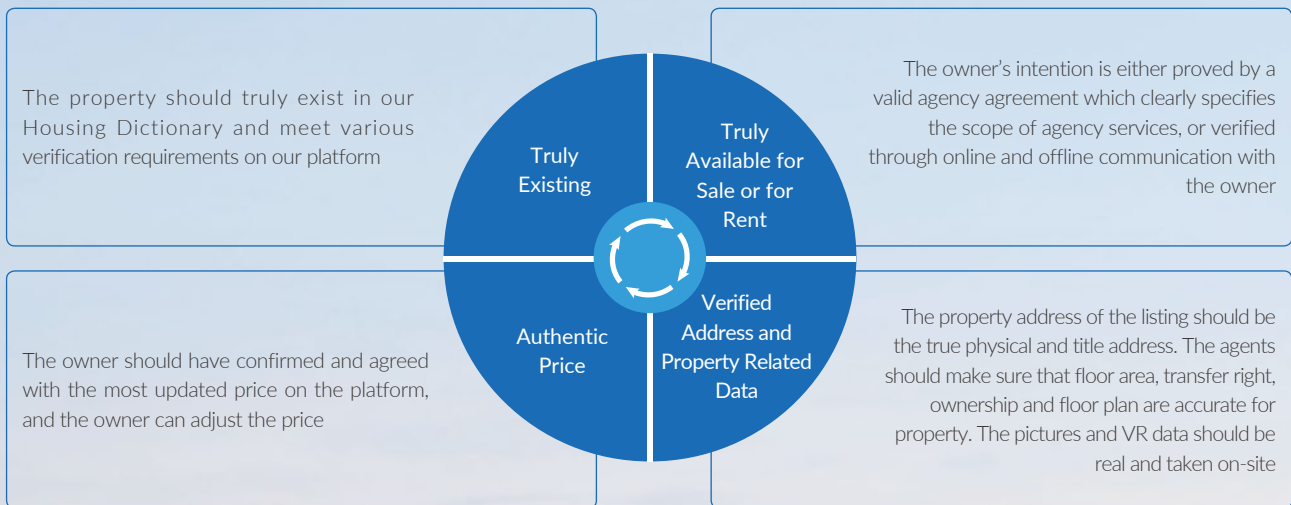 The property should truly exist in our
Housing Dictionary and meet various
verification requirements on our platform
Truly
Existing
Truly
Available for
Sale or for
Rent
The owner’s intention is either proved by a
valid agency agreement which clearly specifies
the scope of agency services, or verified
through online and offline communication with
the owner
The owner should have confirmed and agreed
with the most updated price on the platform,
and the owner can adjust the price
Authentic
Price
Verified
Address and
Property Related
Data
The property address of the listing should be
the true physical and title address. The agents
should make sure that floor area, transfer right,
ownership and floor plan are accurate for
property. The pictures and VR data should be
real and taken on-site